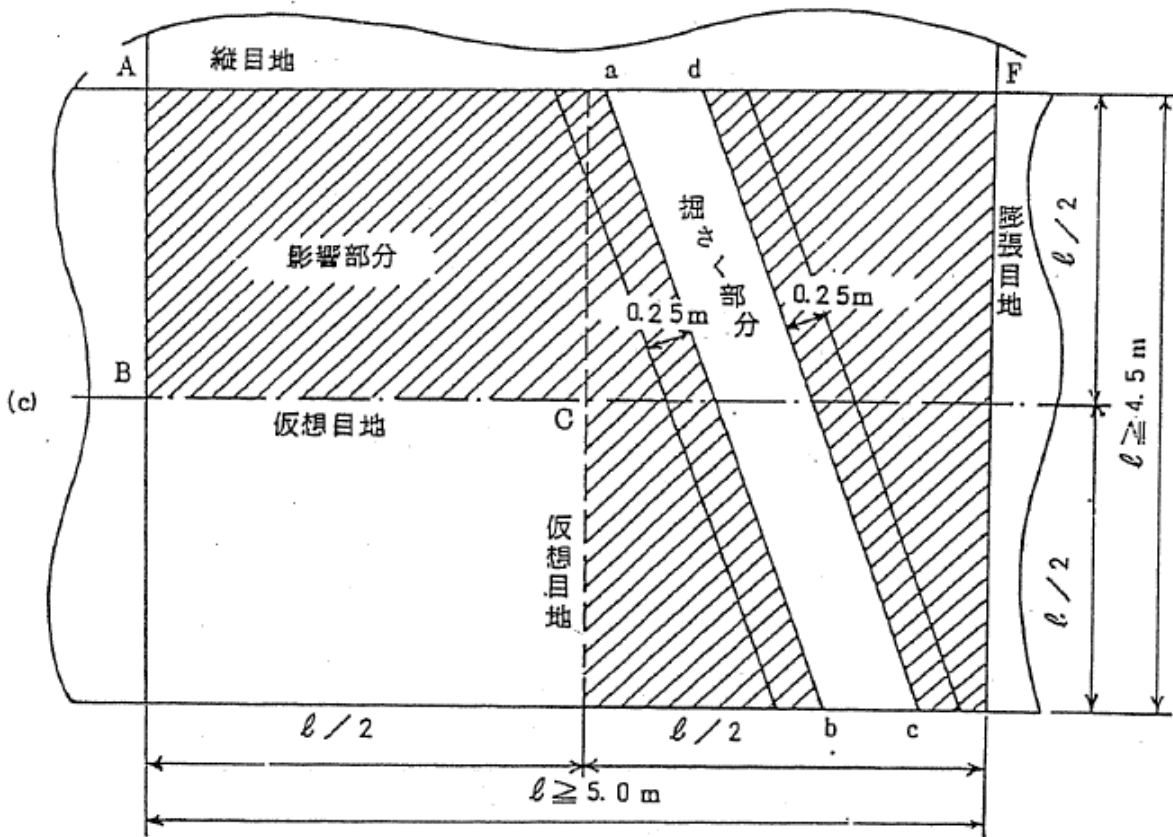 A
縦目地
a
d
F
影響部分
掘さく部分
0.25m
0.25m
膨張目地
ℓ/2
ℓ≧4.5m
B
(c)
仮想目地
C
仮想目地
ℓ/2
ℓ/2
ℓ/2
b
c
ℓ≧5.0m